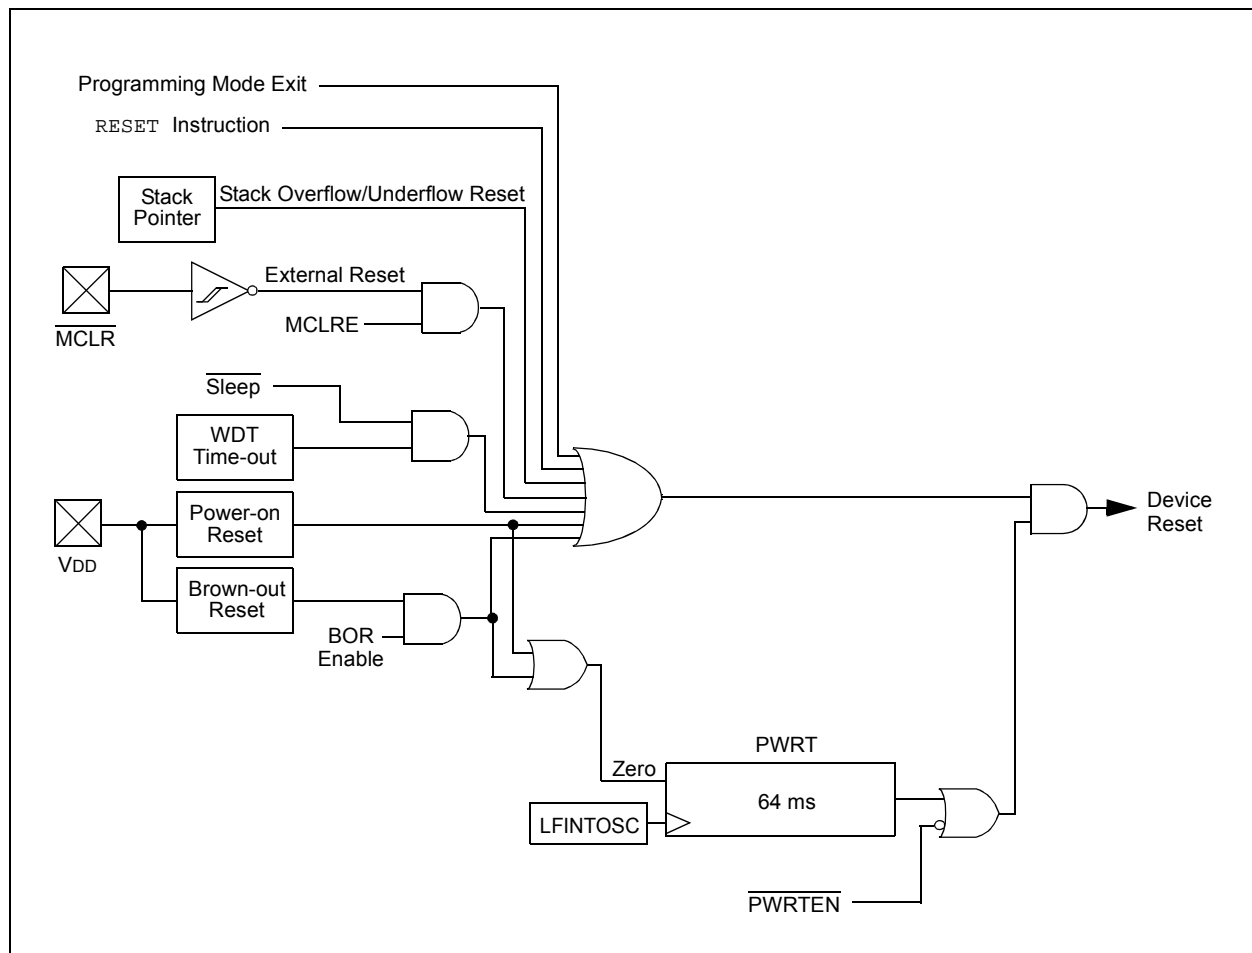 Programming Mode Exit
RESET Instruction
Stack
Pointer
Stack Overflow/Underflow Reset
External Reset
MCLR
MCLRE
Sleep
WDT
Time-out
VDD
Power-on
Reset
Brown-out
Reset
BOR
Enable
Device
Reset
PWRT
Zero
64 ms
LFINTOSC
PWRTEN